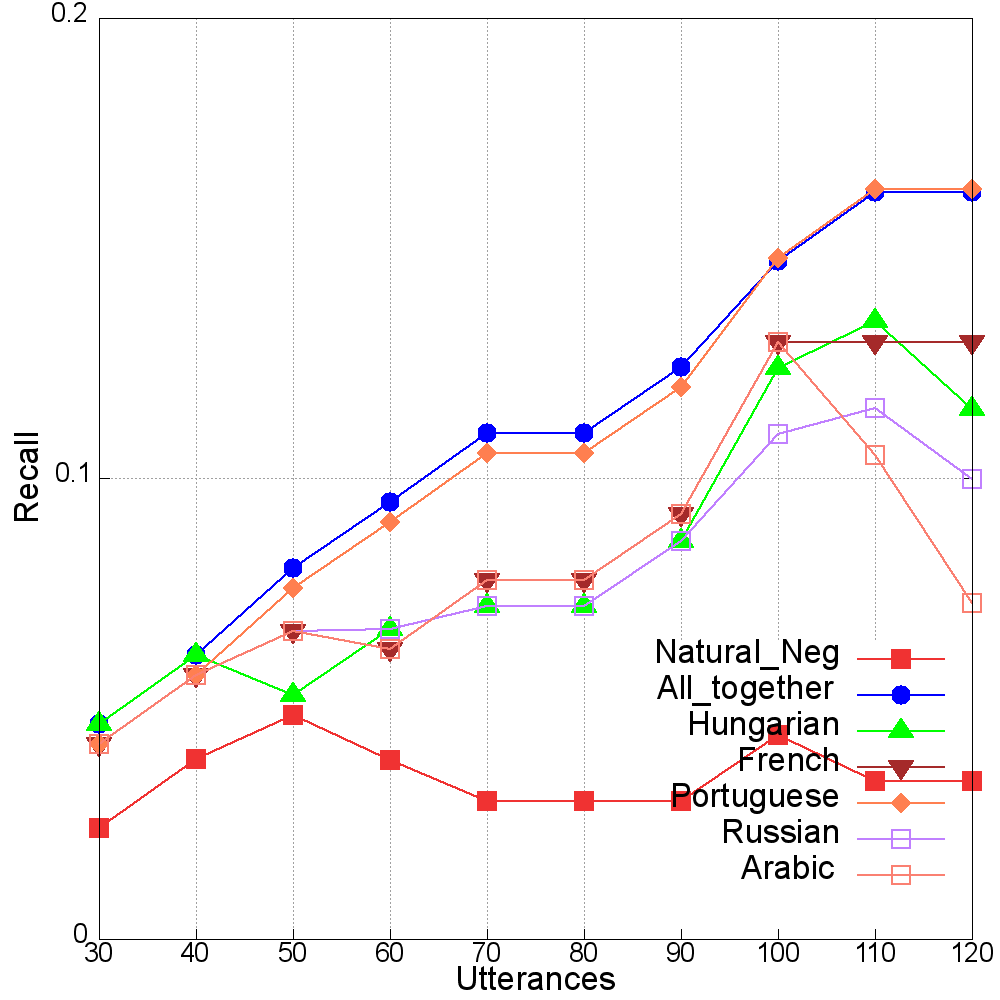 0.2
0.1
0
Recall
30 40 50 60 70 80 90 100 110 120
Utterances
Natural_Neg
All_together
Hungarian
French
Portuguese
Russian
Arabic